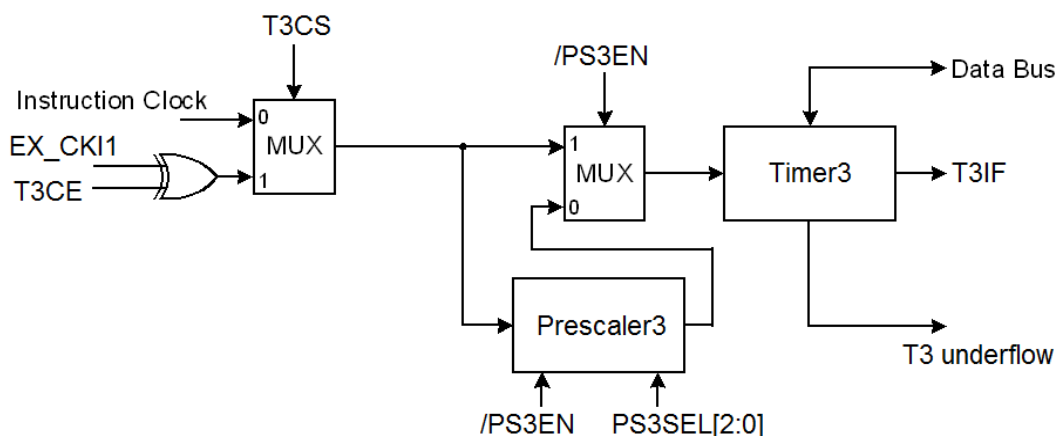 T3CS
/PS3EN
Instruction Clock
0
MUX
1
EX_CKI1
T3CE
1
MUX
0
Timer3
Data Bus
T3IF
T3 underflow
Prescaler3
/PS3EN
PS3SEL[2:0]